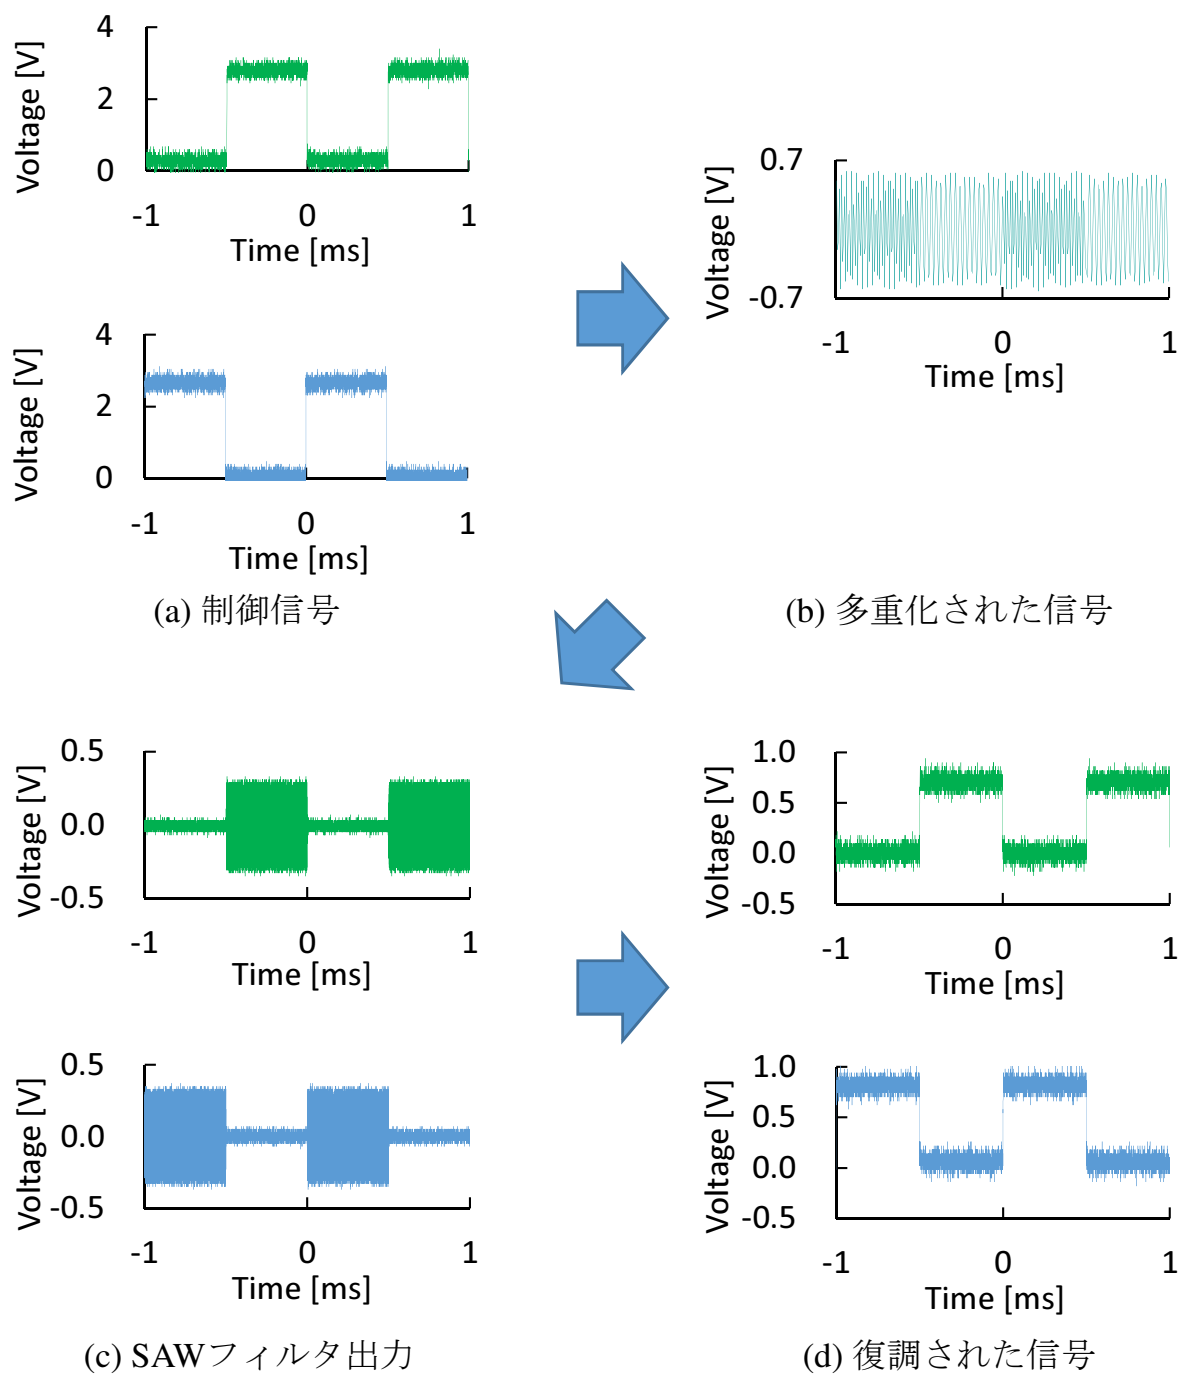 4
2
0
Voltage [V]
-1
0
1
Time [ms]
4
2
0
Voltage [V]
-1
0
1
Time [ms]
(a) 制御信号
0.7
-0.7
Voltage [V]
-1
0
1
Time [ms]
(b) 多重化された信号
0.5
0.0
-0.5
Voltage [V]
-1
0
1
Time [ms]
0.5
0.0
-0.5
Voltage [V]
-1
0
1
Time [ms]
(c) SAWフィルタ出力
1.0
0.5
0.0
-0.5
Voltage [V]
-1
0
1
Time [ms]
1.0
0.5
0.0
-0.5
Voltage [V]
-1
0
1
Time [ms]
(d) 復調された信号